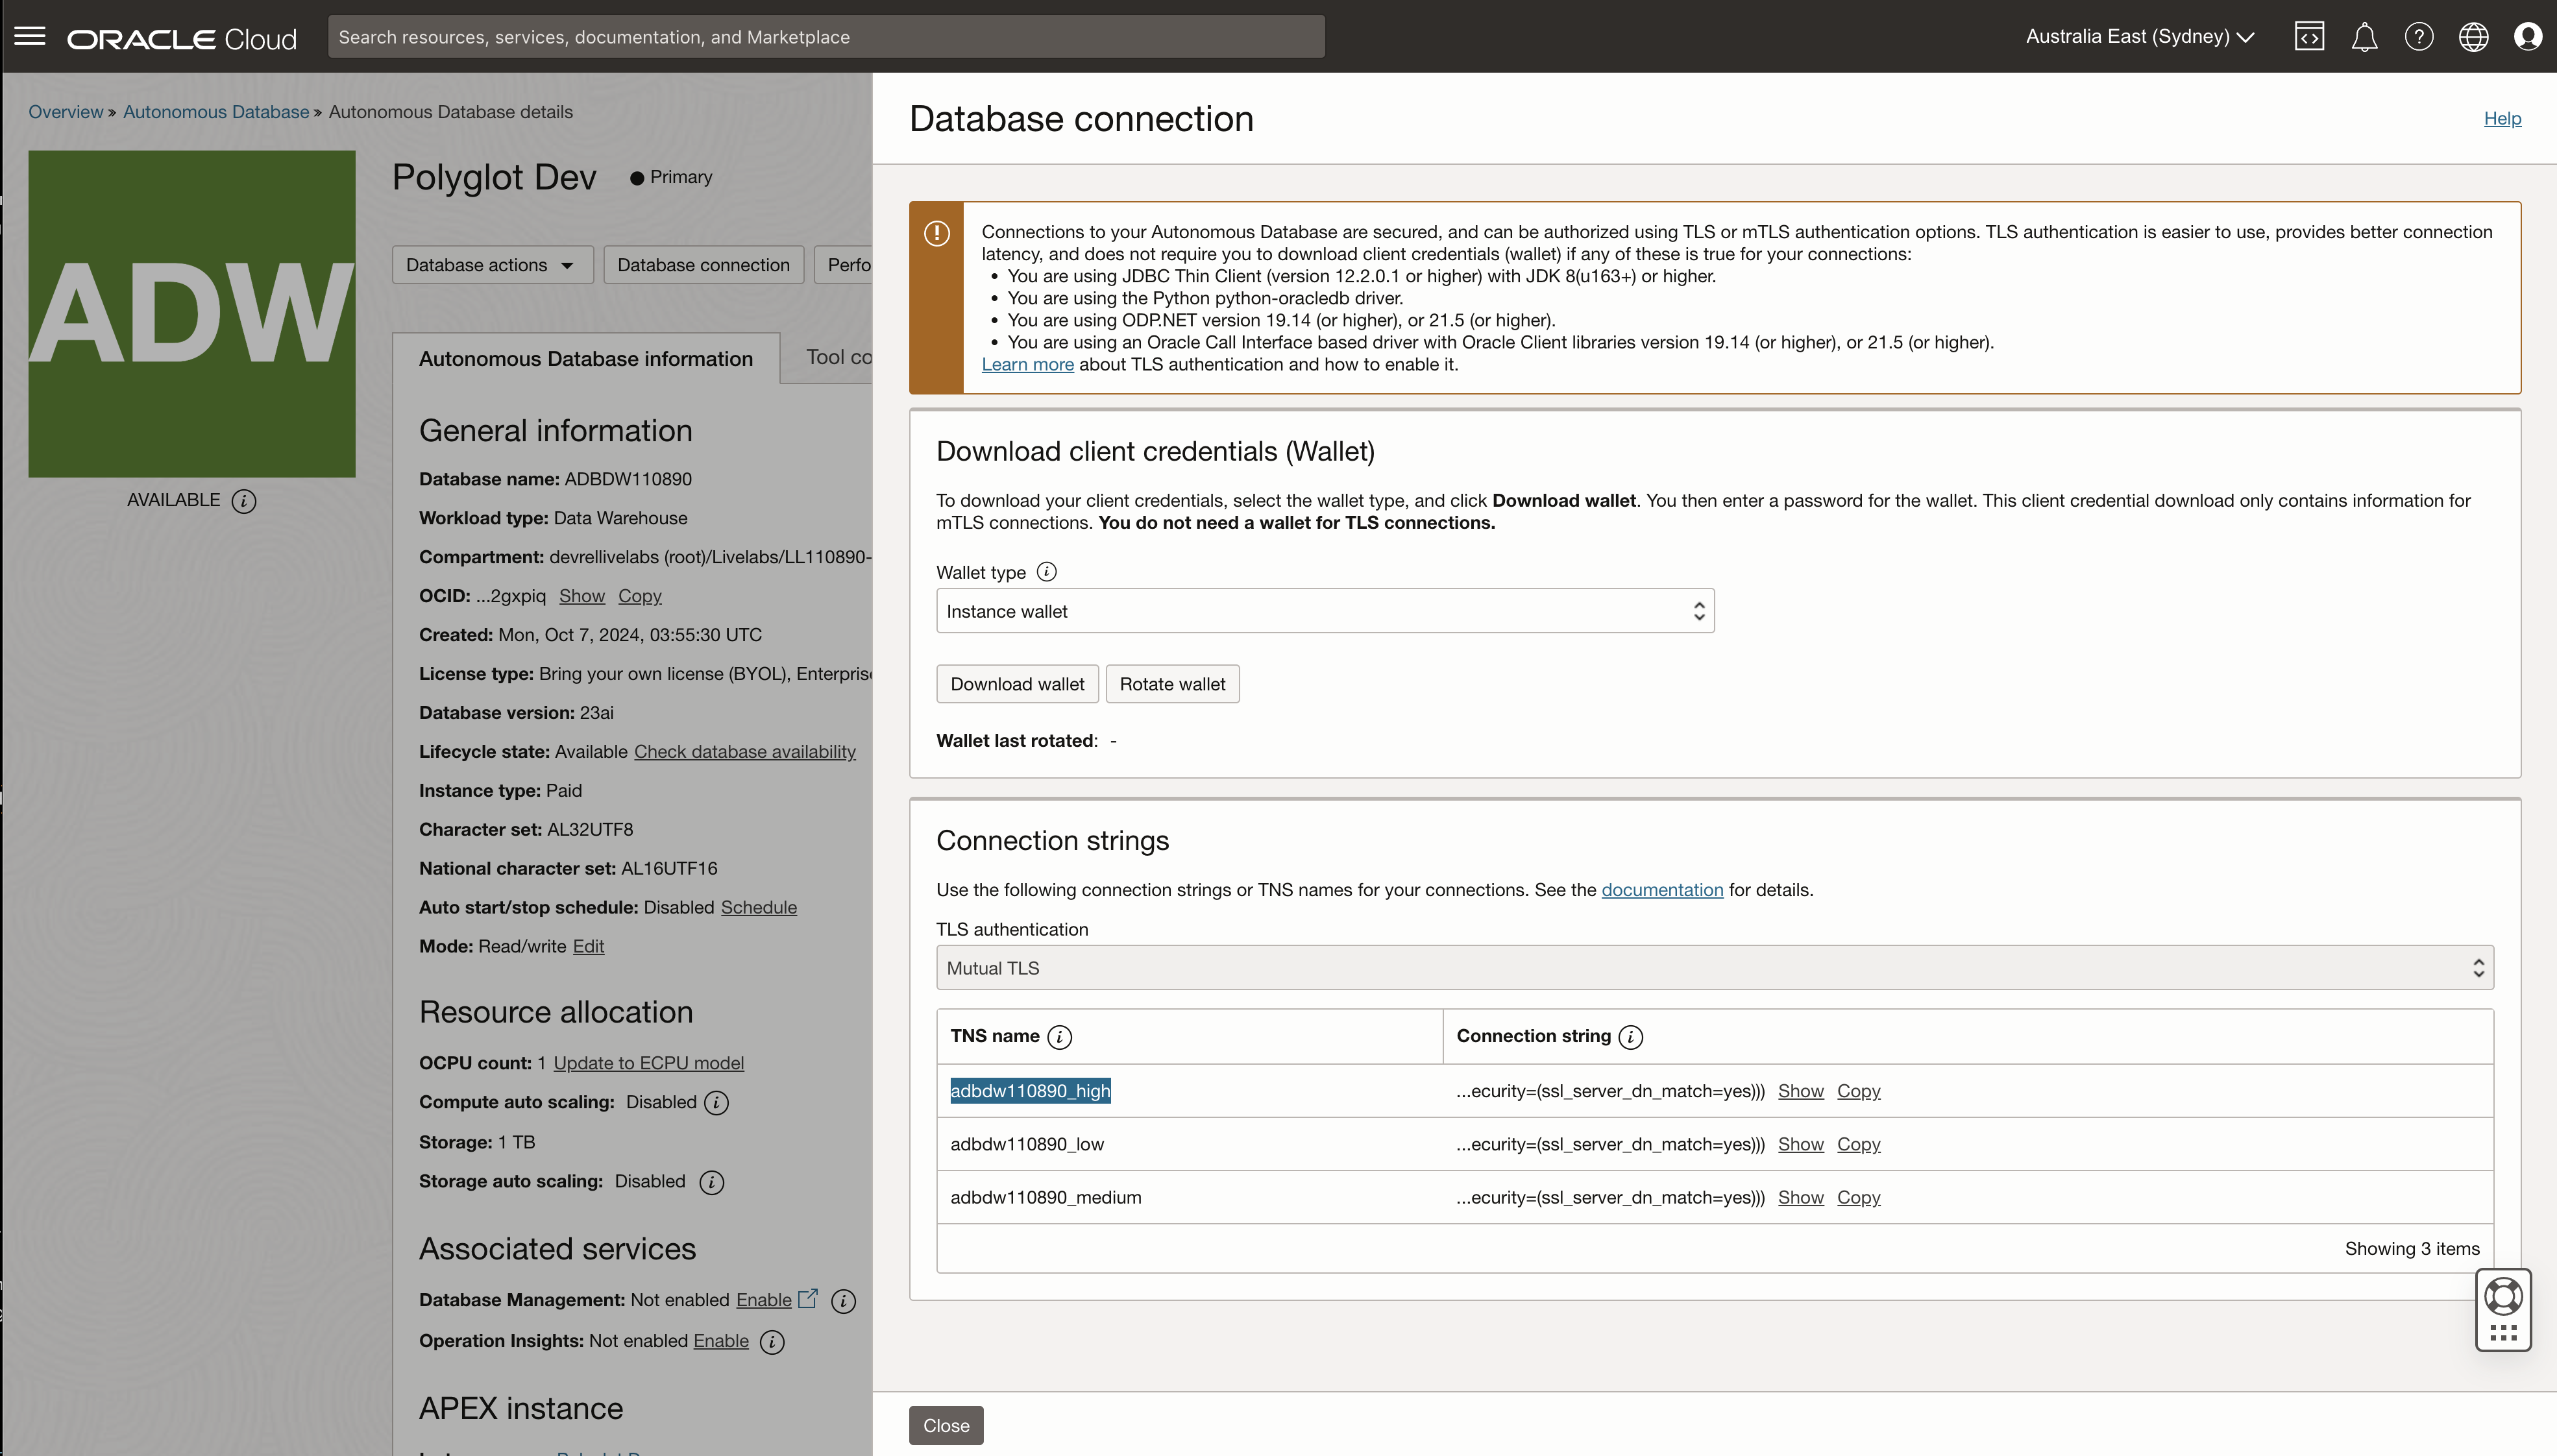 ORACLE Cloud
Search resources, services, documentation, and Marketplace
Australia East (Sydney)
Overview » Autonomous Database » Autonomous Database details
ADW
AVAILABLE
Polyglot Dev
Primary
Database actions
Database connection
Perfo
Autonomous Database information
Tool co
General information
Database name: ADBDW110890
Workload type: Data Warehouse
Compartment: devrellivelabs (root)/Livelabs/LL110890-
OCID: ...2gxpiq Show Copy
Created: Mon, Oct 7, 2024, 03:55:30 UTC
License type: Bring your own license (BYOL), Enterprise
Database version: 23ai
Lifecycle state: Available Check database availability
Instance type: Paid
Character set: AL32UTF8
National character set: AL16UTF16
Auto start/stop schedule: Disabled Schedule
Mode: Read/write Edit
Resource allocation
OCPU count: 1 Update to ECPU model
Compute auto scaling: Disabled
Storage: 1 TB
Storage auto scaling: Disabled
Associated services
Database Management: Not enabled Enable
Operation Insights: Not enabled Enable
APEX instance
Database connection
Help
Connections to your Autonomous Database are secured, and can be authorized using TLS or mTLS authentication options. TLS authentication is easier to use, provides better connection
latency, and does not require you to download client credentials (wallet) if any of these is true for your connections:
• You are using JDBC Thin Client (version 12.2.0.1 or higher) with JDK 8(u163+) or higher.
• You are using the Python python-oracledb driver.
• You are using ODP.NET version 19.14 (or higher), or 21.5 (or higher).
• You are using an Oracle Call Interface based driver with Oracle Client libraries version 19.14 (or higher), or 21.5 (or higher).
Learn more about TLS authentication and how to enable it.
Download client credentials (Wallet)
To download your client credentials, select the wallet type, and click Download wallet. You then enter a password for the wallet. This client credential download only contains information for
mTLS connections. You do not need a wallet for TLS connections.
Wallet type
Instance wallet
Download wallet
Rotate wallet
Wallet last rotated: -
Connection strings
Use the following connection strings or TNS names for your connections. See the documentation for details.
TLS authentication
Mutual TLS
TNS name
Connection string
adbdw110890_high
...ecurity=(ssl_server_dn_match=yes))) Show Copy
adbdw110890_low
...ecurity=(ssl_server_dn_match=yes))) Show Copy
adbdw110890_medium
...ecurity=(ssl_server_dn_match=yes))) Show Copy
Showing 3 items
Close